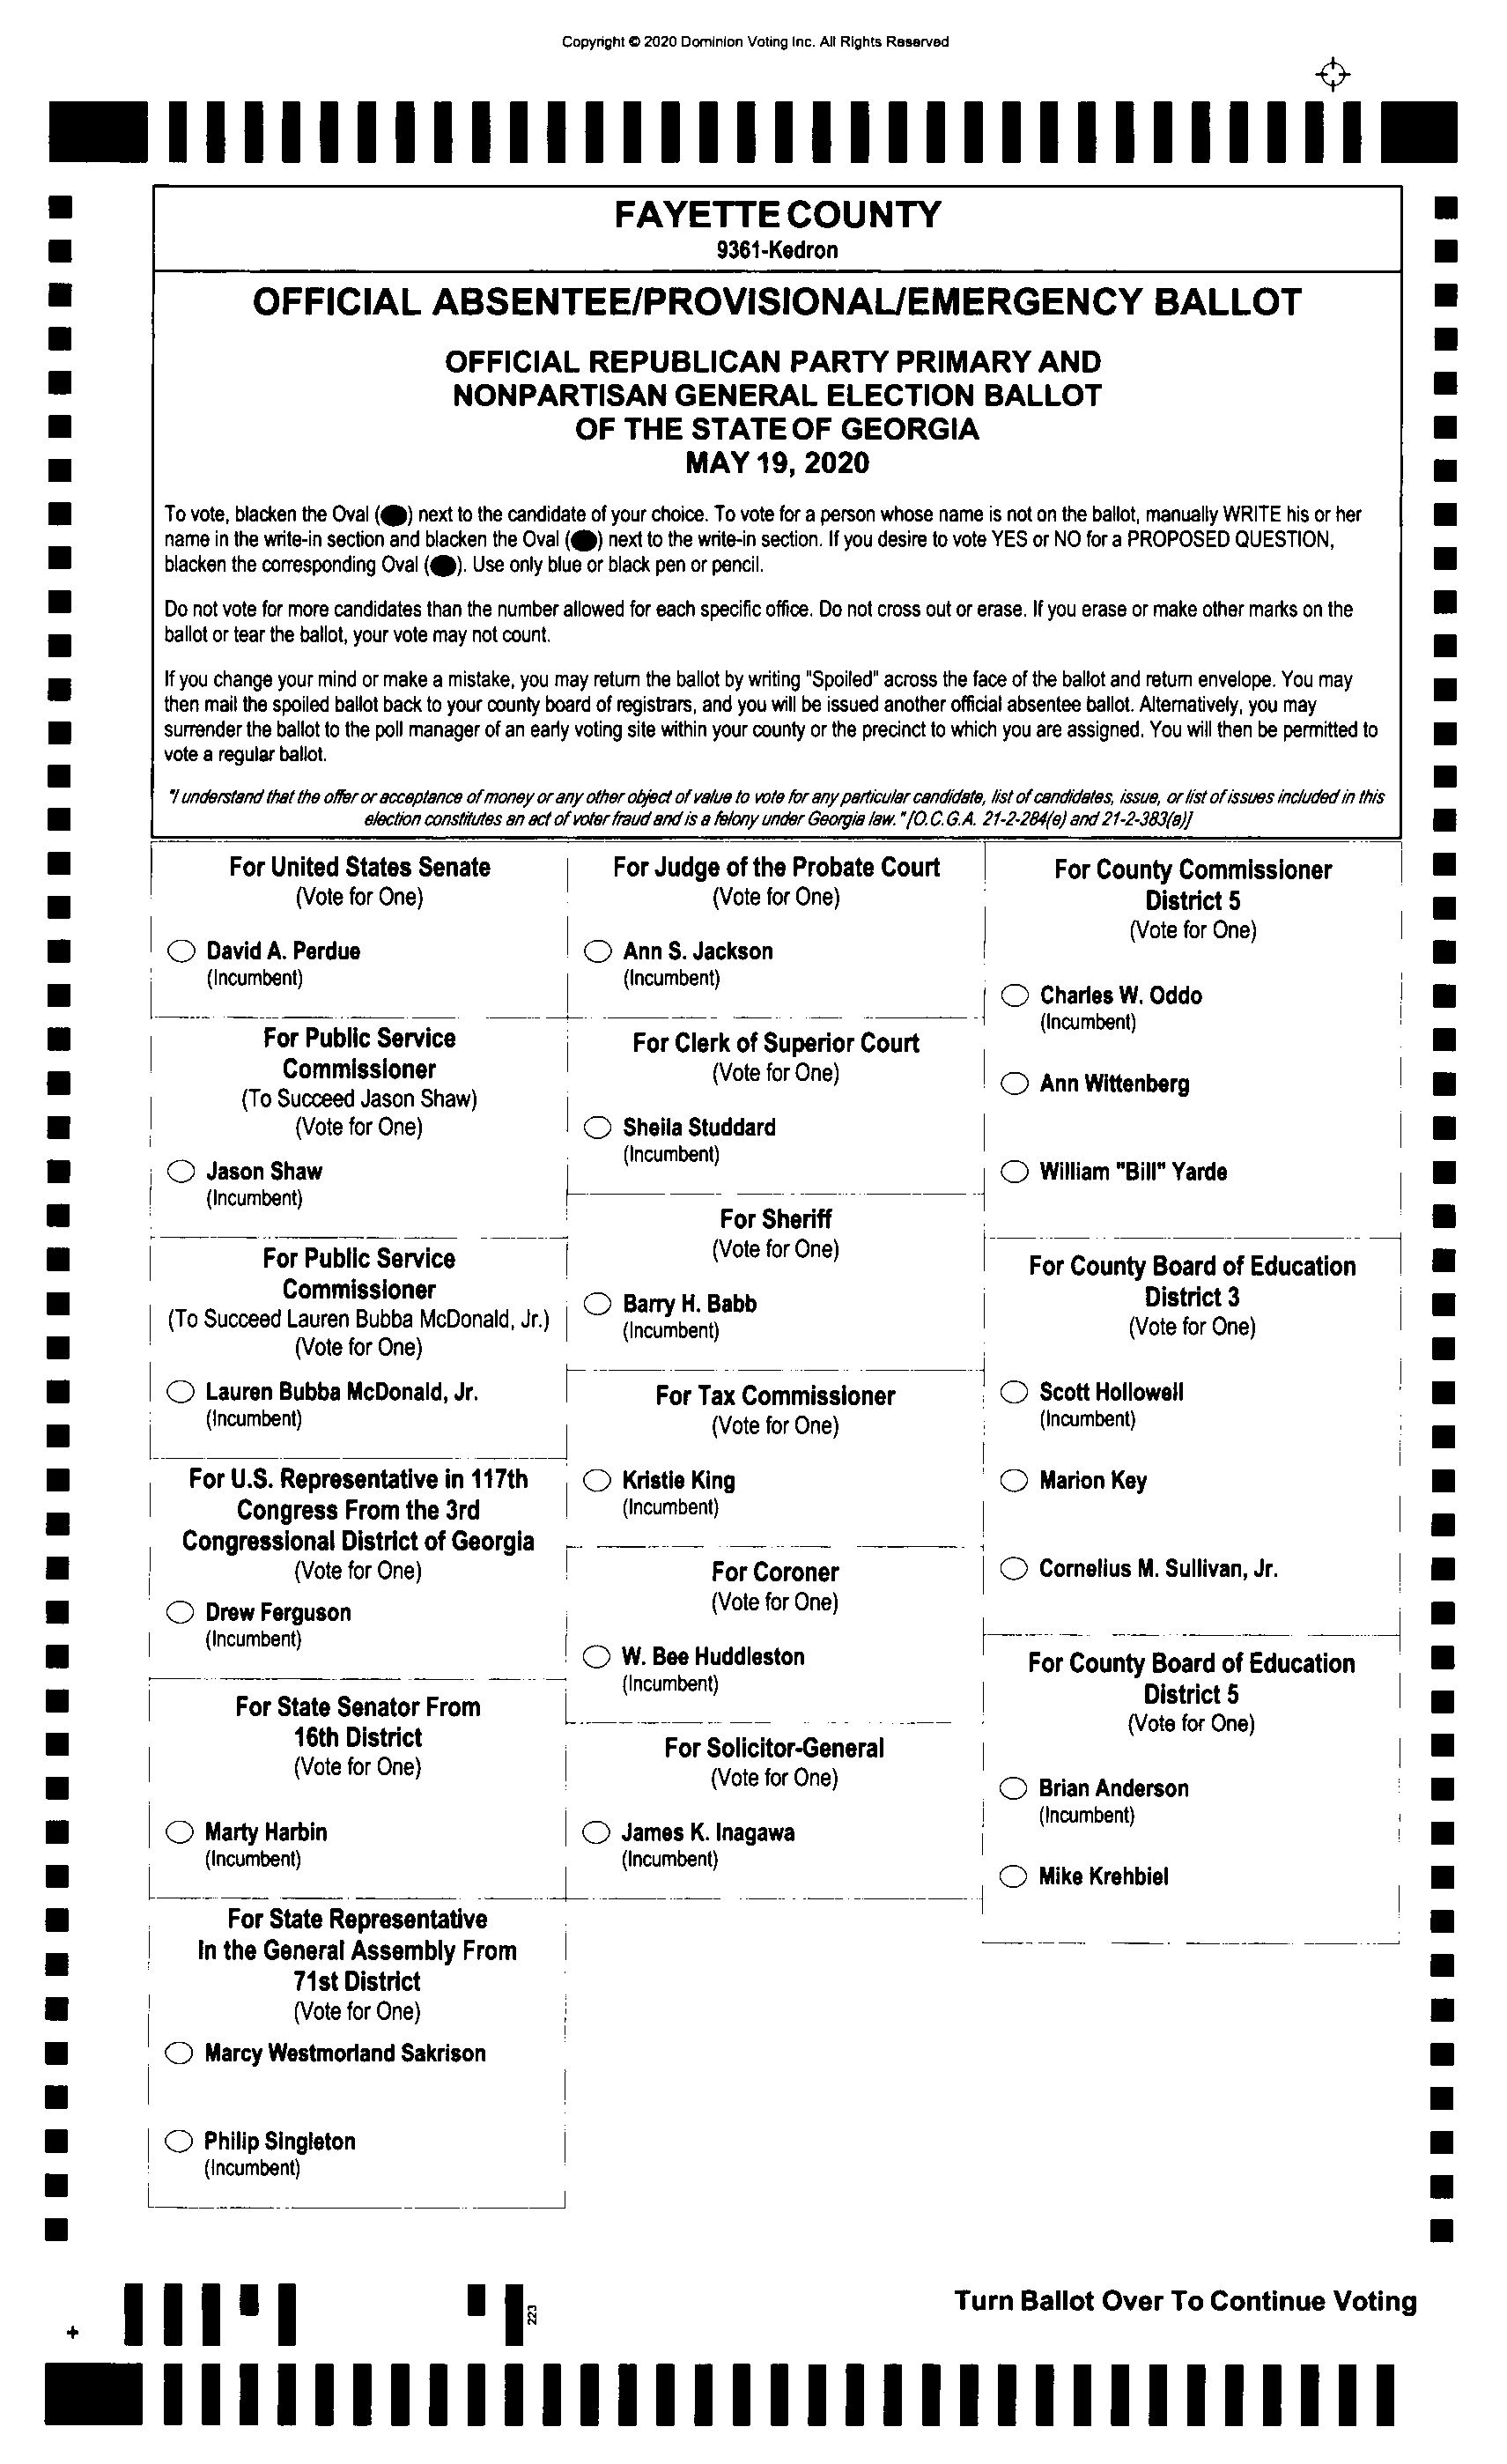 Copyright © 2020 Dominion Voting Inc. All Rights Reserved
FAYETTE COUNTY
9361-Kedron
OFFICIAL ABSENTEE/PROVISIONAL/EMERGENCY BALLOT
OFFICIAL REPUBLICAN PARTY PRIMARY AND
NONPARTISAN GENERAL ELECTION BALLOT
OF THE STATE OF GEORGIA
MAY 19, 2020
To vote, blacken the Oval ( ) next to the candidate of your choice. To vote for a person whose name is not on the ballot, manually WRITE his or her
name in the write-in section and blacken the Oval ( ) next to the write-in section. If you desire to vote YES or NO for a PROPOSED QUESTION,
blacken the corresponding Oval ( ). Use only blue or black pen or pencil.
Do not vote for more candidates than the number allowed for each specific office. Do not cross out or erase. If you erase or make other marks on the
ballot or tear the ballot, your vote may not count.
If you change your mind or make a mistake, you may return the ballot by writing "Spoiled" across the face of the ballot and return envelope. You may
then mail the spoiled ballot back to your county board of registrars, and you will be issued another official absentee ballot. Alternatively, you may
surrender the ballot to the poll manager of an early voting site within your county or the precinct to which you are assigned. You will then be permitted to
vote a regular ballot.
"I understand that the offer or acceptance of money or any other object of value to vote for any particular candidate, list of candidates, issue, or list of issues included in this
election constitutes an act of voter fraud and is a felony under Georgia law." [O.C.G.A. 21-2-284(e) and 21-2-383(a)]
For United States Senate
(Vote for One)
David A. Perdue
(Incumbent)
For Public Service
Commissioner
(To Succeed Jason Shaw)
(Vote for One)
Jason Shaw
(Incumbent)
For Public Service
Commissioner
(To Succeed Lauren Bubba McDonald, Jr.)
(Vote for One)
Lauren Bubba McDonald, Jr.
(Incumbent)
For U.S. Representative in 117th
Congress From the 3rd
Congressional District of Georgia
(Vote for One)
Drew Ferguson
(Incumbent)
For State Senator From
16th District
(Vote for One)
Marty Harbin
(Incumbent)
For State Representative
In the General Assembly From
71st District
(Vote for One)
Marcy Westmorland Sakrison
Philip Singleton
(Incumbent)
For Judge of the Probate Court
(Vote for One)
Ann S. Jackson
(Incumbent)
For Clerk of Superior Court
(Vote for One)
Sheila Studdard
(Incumbent)
For Sheriff
(Vote for One)
Barry H. Babb
(Incumbent)
For Tax Commissioner
(Vote for One)
Kristie King
(Incumbent)
For Coroner
(Vote for One)
W. Bee Huddleston
(Incumbent)
For Solicitor-General
(Vote for One)
James K. Inagawa
(Incumbent)
For County Commissioner
District 5
(Vote for One)
Charles W. Oddo
(Incumbent)
Ann Wittenberg
William "Bill" Yarde
For County Board of Education
District 3
(Vote for One)
Scott Hollowell
(Incumbent)
Marion Key
Cornelius M. Sullivan, Jr.
For County Board of Education
District 5
(Vote for One)
Brian Anderson
(Incumbent)
Mike Krehbiel
223
Turn Ballot Over To Continue Voting